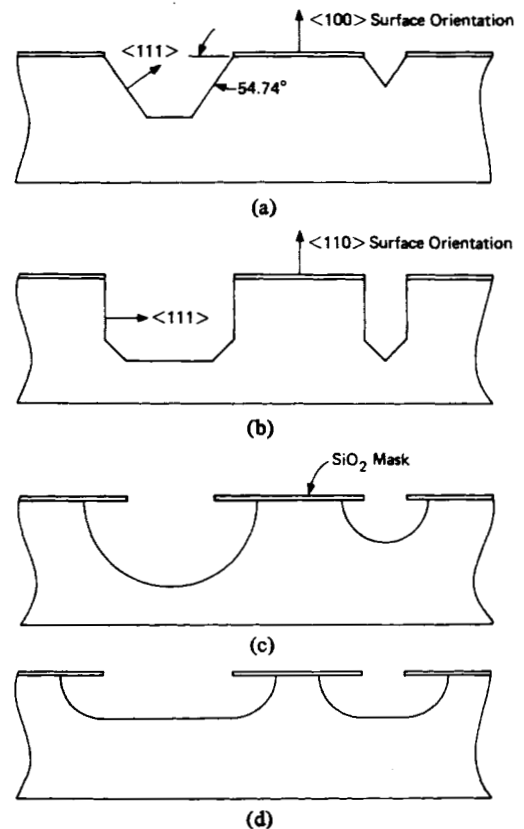 <100> Surface Orientation
<111>
54.74°
(a)
<110> Surface Orientation
<111>
(b)
SiO₂ Mask
(c)
(d)